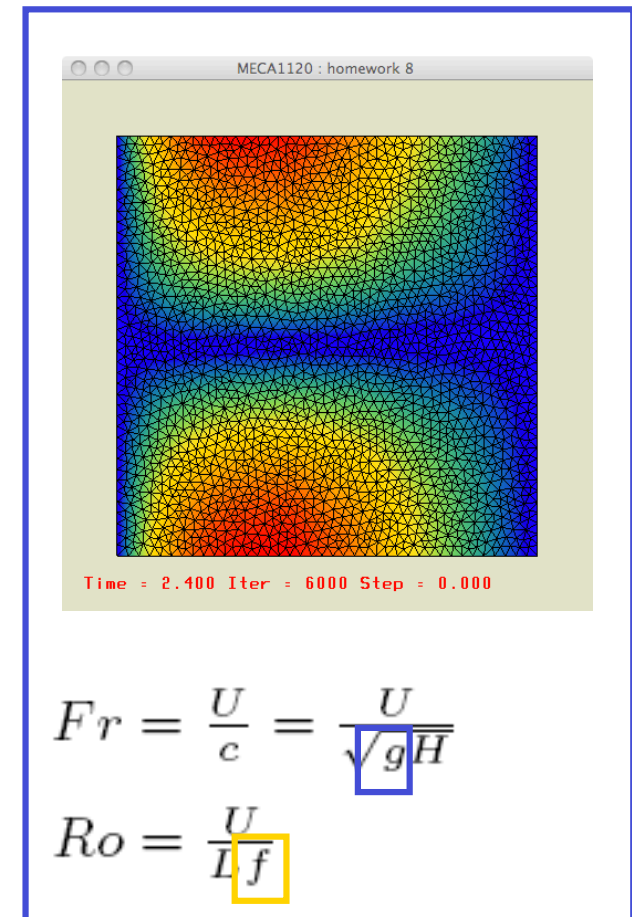 MECA1120 : homework 8
Time = 2.400 Iter = 6000 Step = 0.000
Fr = U/c = U/√gH
Ro = U/Lf